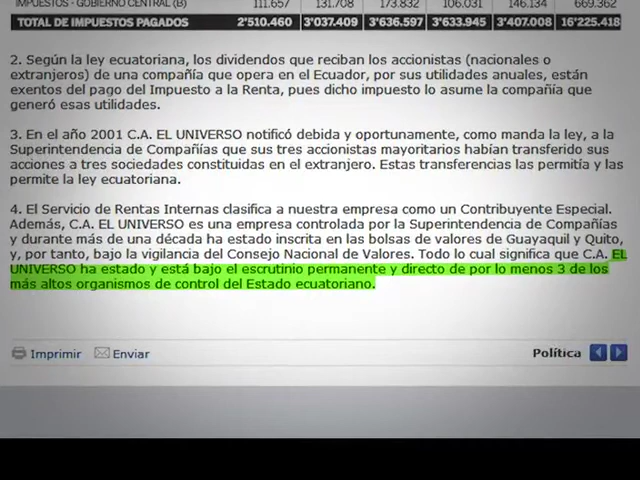 IMPUESTOS - GOBIERNO CENTRAL (B) 111.657 131.708 173.832 106.031 146.134 669.362
TOTAL DE IMPUESTOS PAGADOS 2'510.460 3'037.409 3'636.597 3'633.945 3'407.008 16'225.418
2. Según la ley ecuatoriana, los dividendos que reciban los accionistas (nacionales o
extranjeros) de una compañía que opera en el Ecuador, por sus utilidades anuales, están
exentos del pago del Impuesto a la Renta, pues dicho impuesto lo asume la compañía que
generó esas utilidades.
3. En el año 2001 C.A. EL UNIVERSO notificó debida y oportunamente, como manda la ley, a la
Superintendencia de Compañías que sus tres accionistas mayoritarios habían transferido sus
acciones a tres sociedades constituidas en el extranjero. Estas transferencias las permitía y las
permite la ley ecuatoriana.
4. El Servicio de Rentas Internas clasifica a nuestra empresa como un Contribuyente Especial.
Además, C.A. EL UNIVERSO es una empresa controlada por la Superintendencia de Compañías
y durante más de una década ha estado inscrita en las bolsas de valores de Guayaquil y Quito,
y, por tanto, bajo la vigilancia del Consejo Nacional de Valores. Todo lo cual significa que C.A. EL
UNIVERSO ha estado y está bajo el escrutinio permanente y directo de por lo menos 3 de los
más altos organismos de control del Estado ecuatoriano.
Imprimir Enviar Política